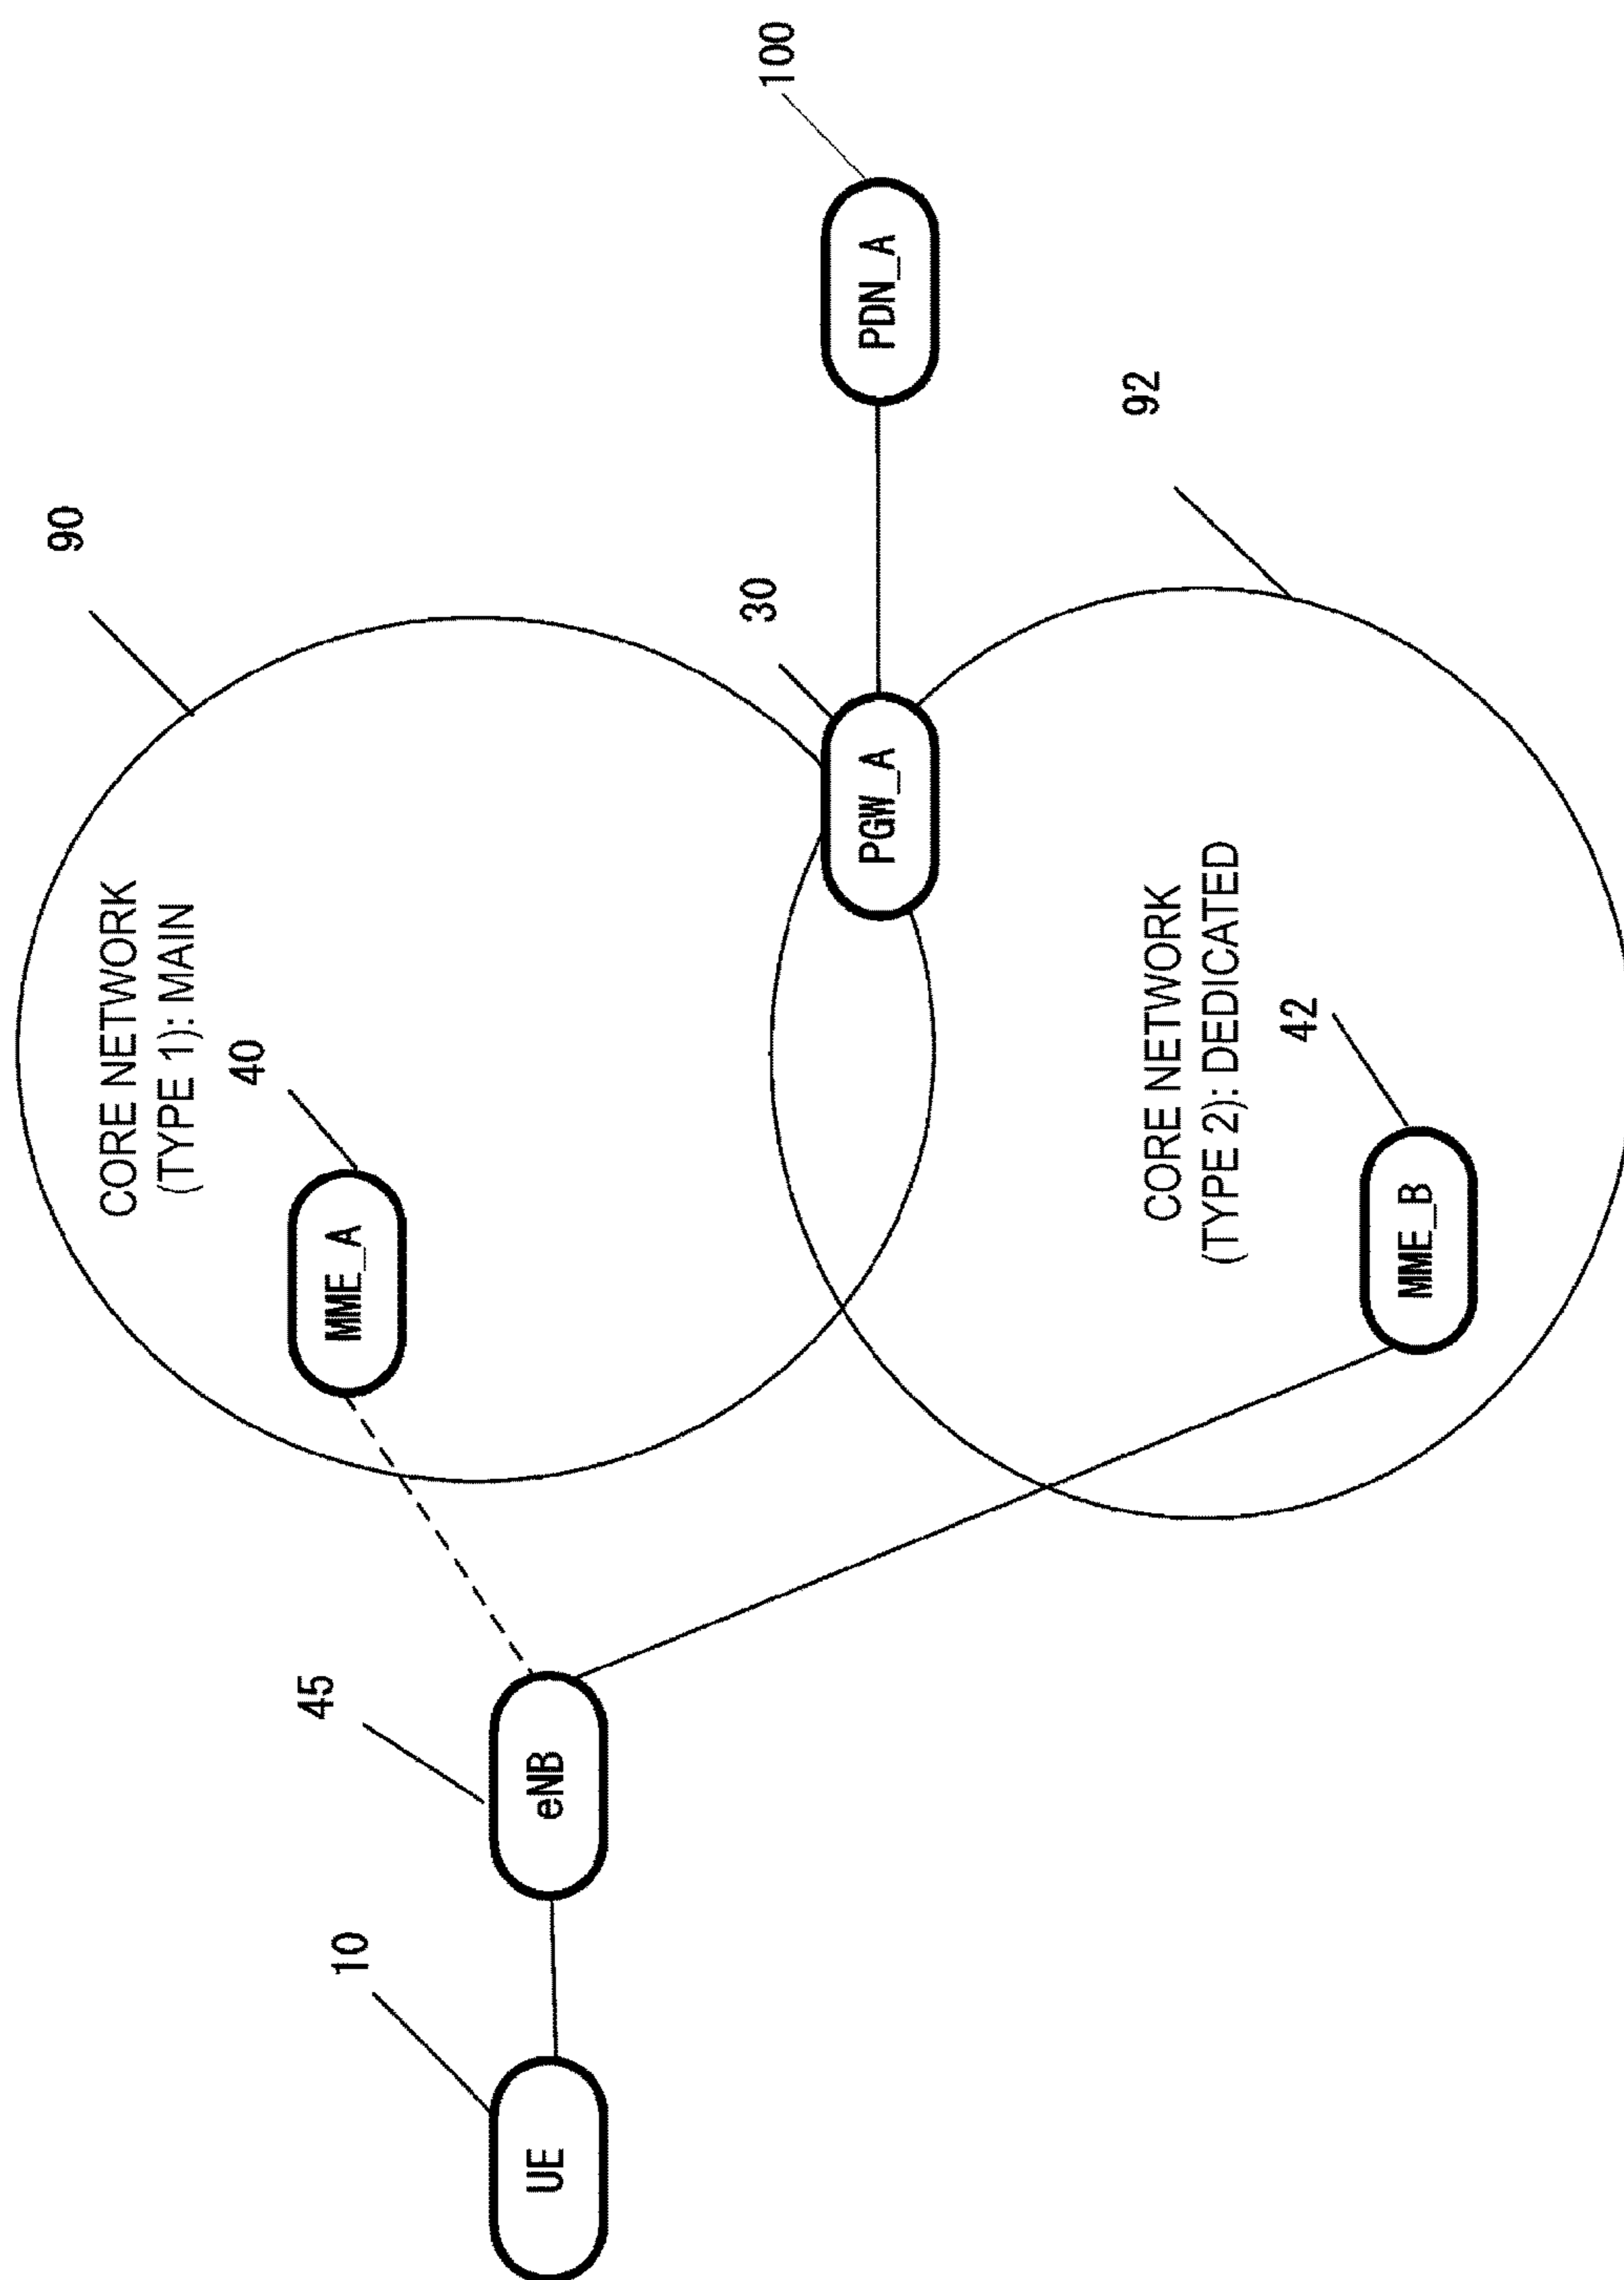 90
CORE NETWORK
(TYPE 1): MAIN
40
MME_A
45
eNB
10
UE
30
PGW_A
100
PDN_A
92
CORE NETWORK
(TYPE 2): DEDICATED
42
MME_B